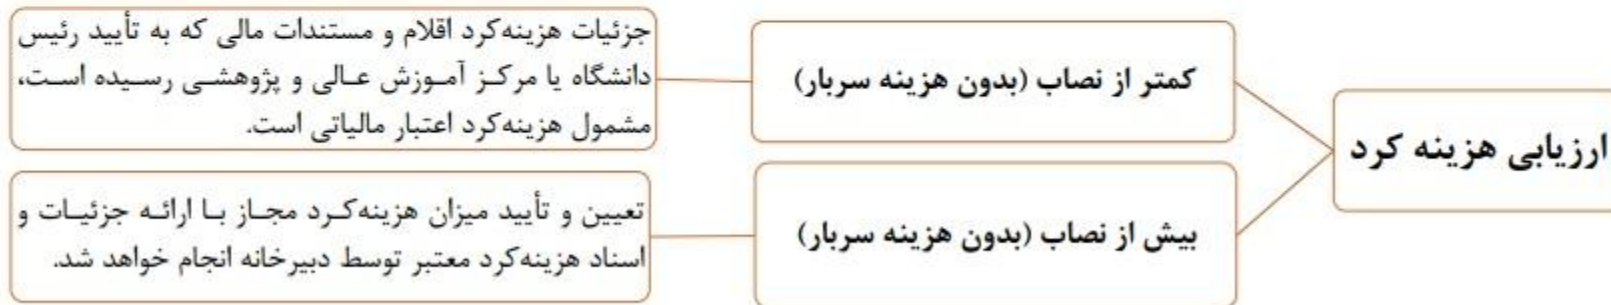 ارزیابی هزینه کرد
کمتر از نصاب (بدون هزینه سربار)
جزئیات هزینه‌کرد اقلام و مستندات مالی که به تأیید رئیس
دانشگاه یا مرکز آموزش عالی و پژوهشی رسیده است،
مشمول هزینه‌کرد اعتبار مالیاتی است.
بیش از نصاب (بدون هزینه سربار)
تعیین و تأیید میزان هزینه‌کرد مجاز با ارائه جزئیات و
اسناد هزینه‌کرد معتبر توسط دبیرخانه انجام خواهد شد.